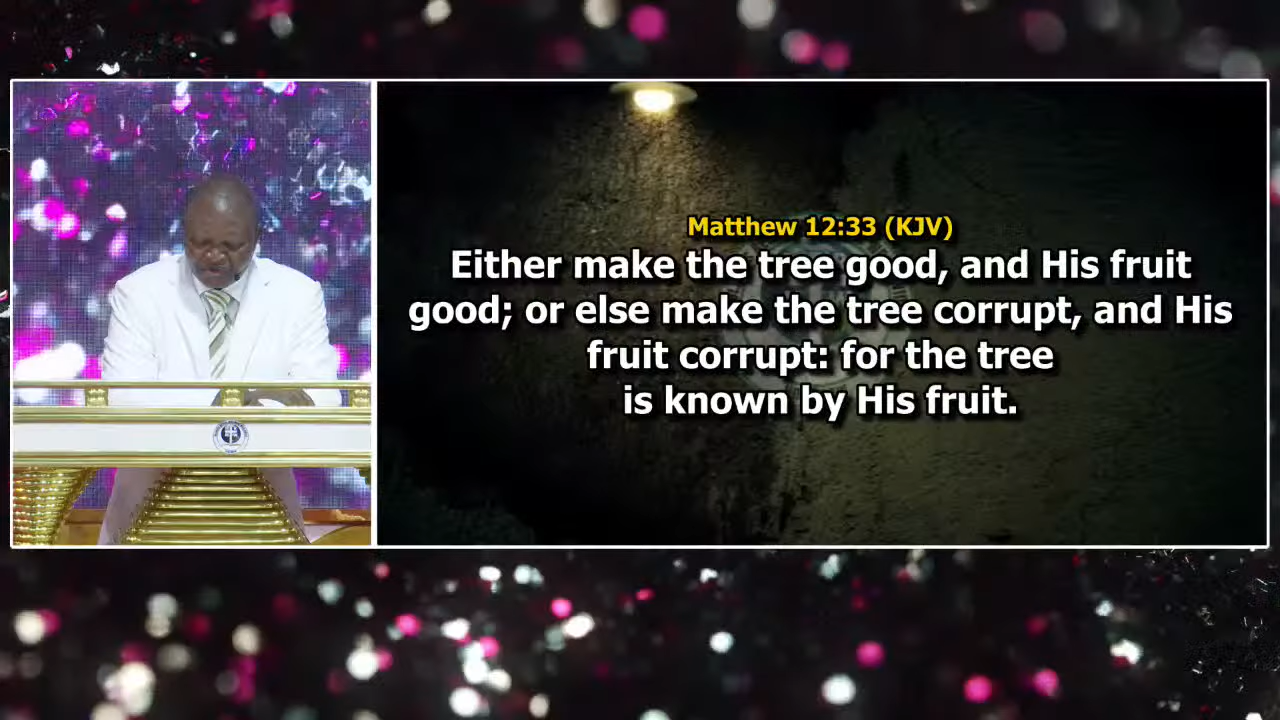 Matthew 12:33 (KJV)
Either make the tree good, and His fruit
good; or else make the tree corrupt, and His
fruit corrupt: for the tree
is known by His fruit.